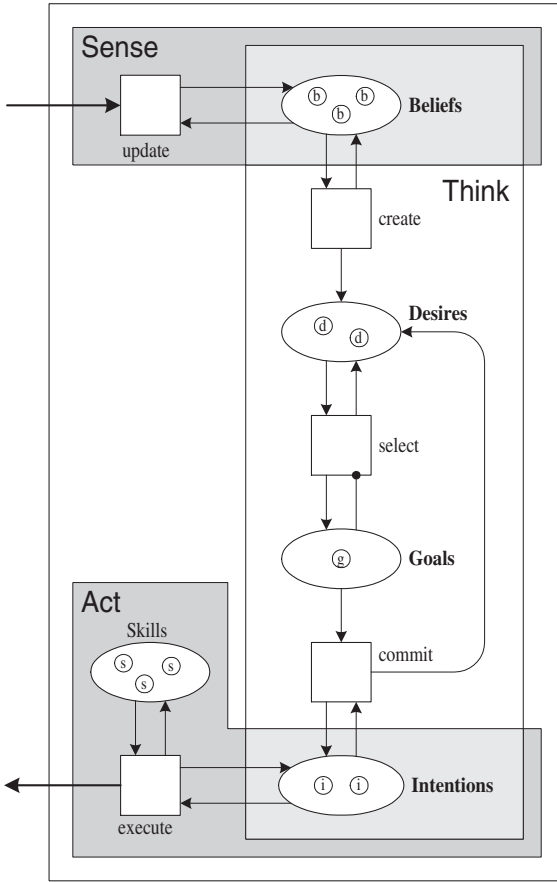 Sense
b b
b
Beliefs
update
Think
create
Desires
d
d
select
g
Goals
Act
Skills
s s
s
commit
i i
Intentions
execute